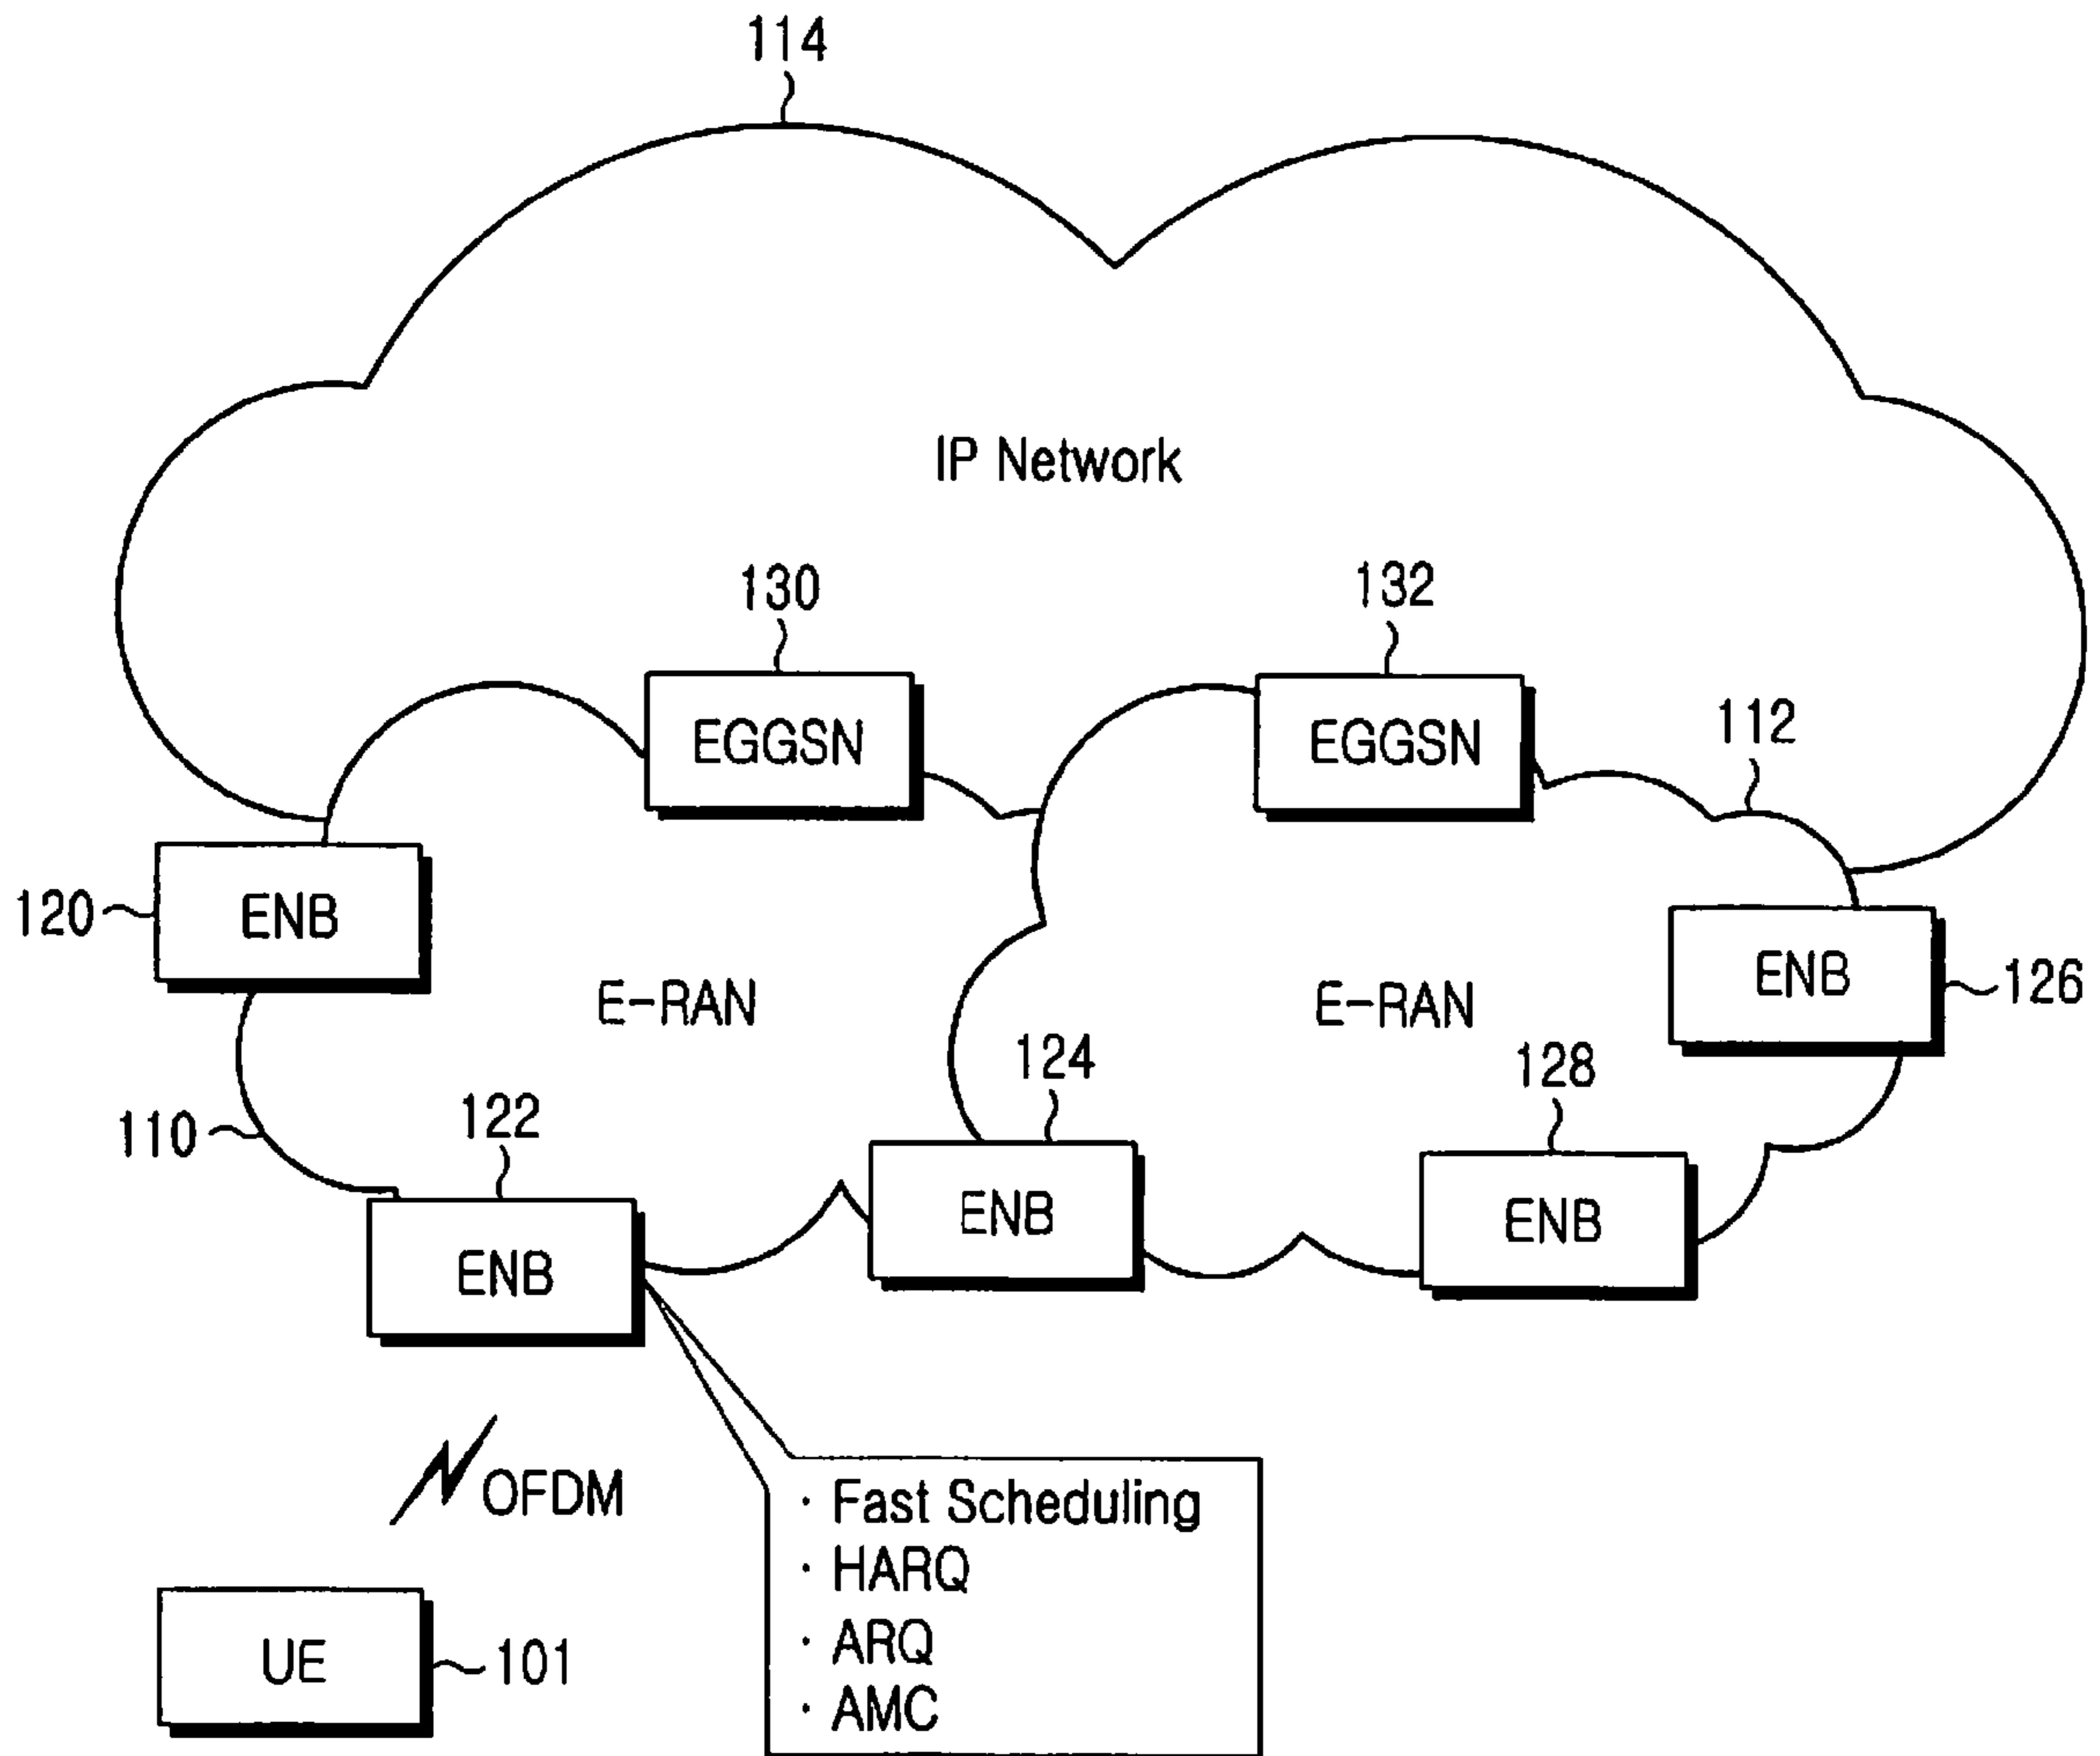 114
IP Network
130
132
EGGSN
EGGSN
112
120
ENB
ENB
126
E-RAN
E-RAN
124
128
110
122
ENB
ENB
ENB
OFDM
· Fast Scheduling
· HARQ
· ARQ
· AMC
UE
101